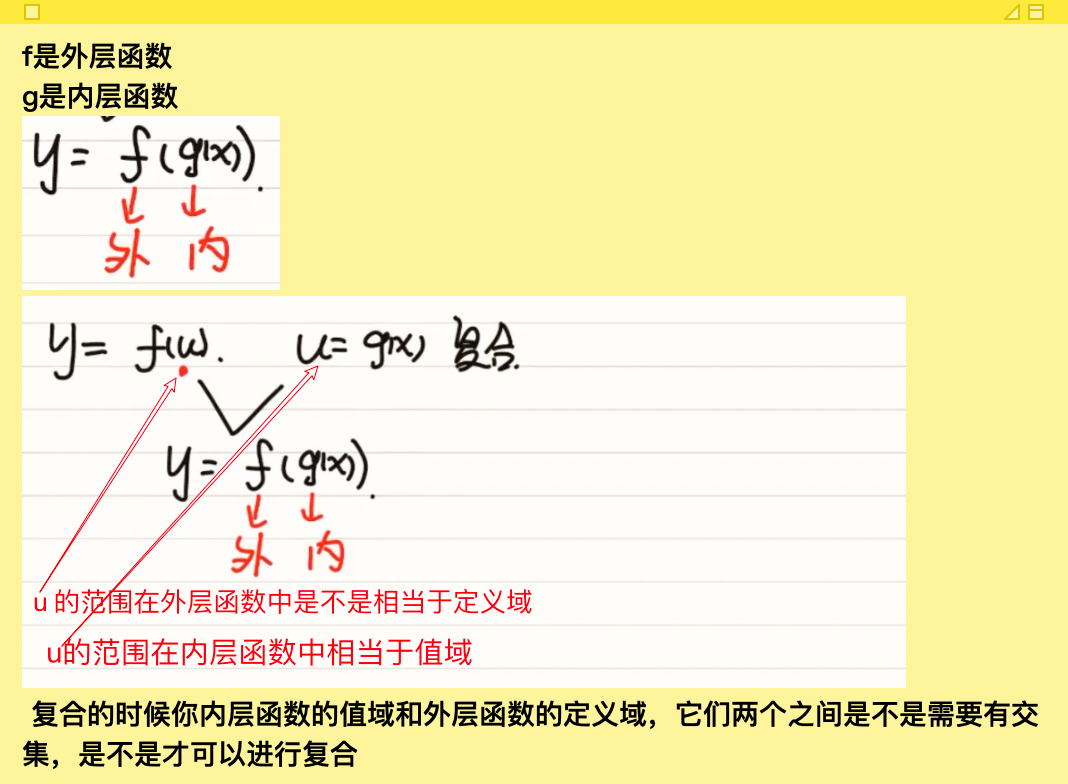 f是外层函数
g是内层函数
y= f(g(x)).
外 内
y= f(u). u= g(x) 复合.
y= f(g(x)).
外 内
u 的范围在外层函数中是不是相当于定义域
u的范围在内层函数中相当于值域
复合的时候你内层函数的值域和外层函数的定义域，它们两个之间是不是需要有交
集，是不是才可以进行复合